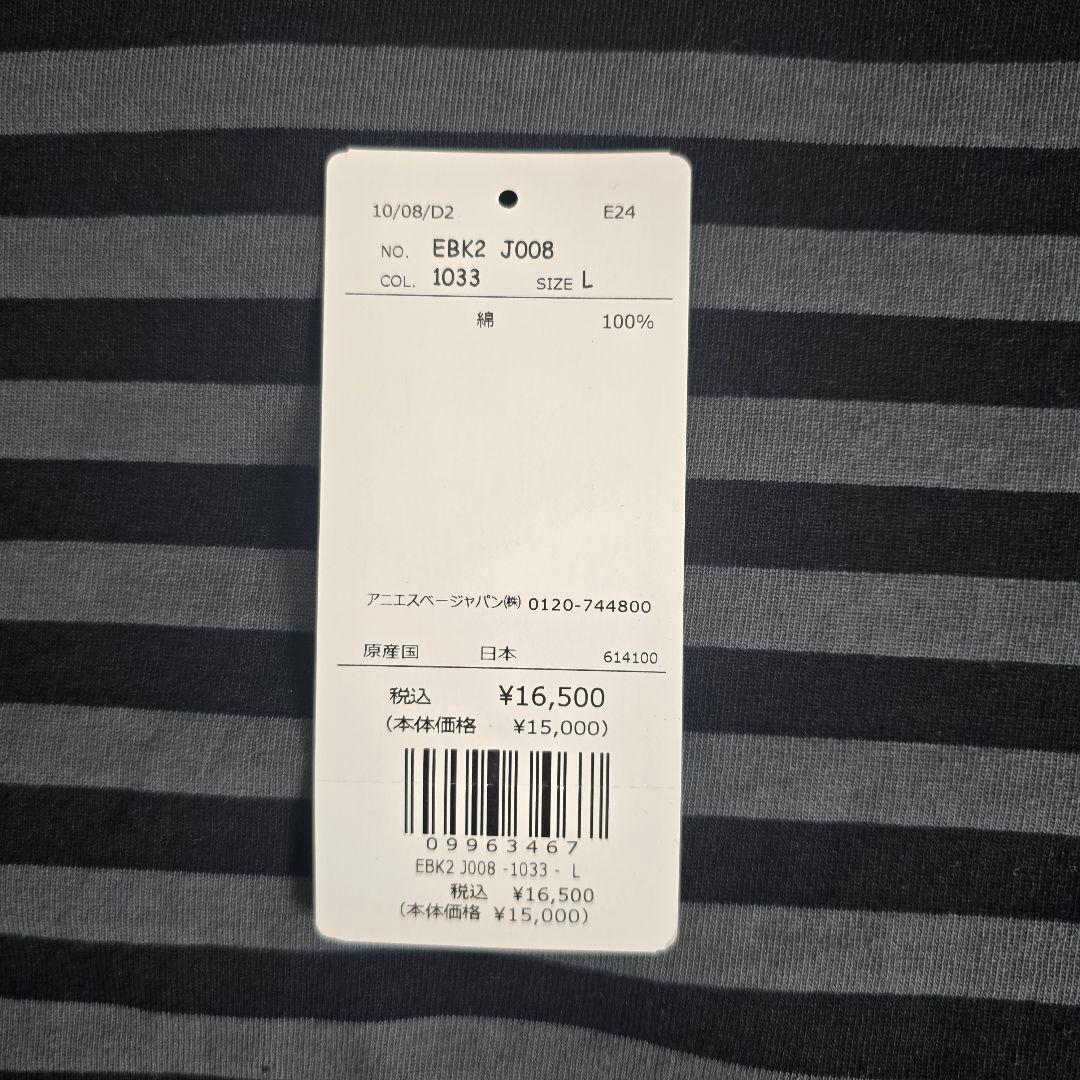 10/08/D2 E24
NO. EBK2 J008
COL. 1033 SIZE L
綿 100%
アニエスベージャパン㈱ 0120-744800
原産国 日本 614100
税込 ¥16,500
(本体価格 ¥15,000)
09963467
EBK2 J008 -1033 - L
税込 ¥16,500
(本体価格 ¥15,000)